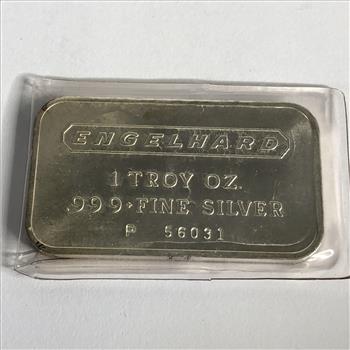 ENGELHARD
1 TROY OZ.
999+FINE SILVER
P 56031